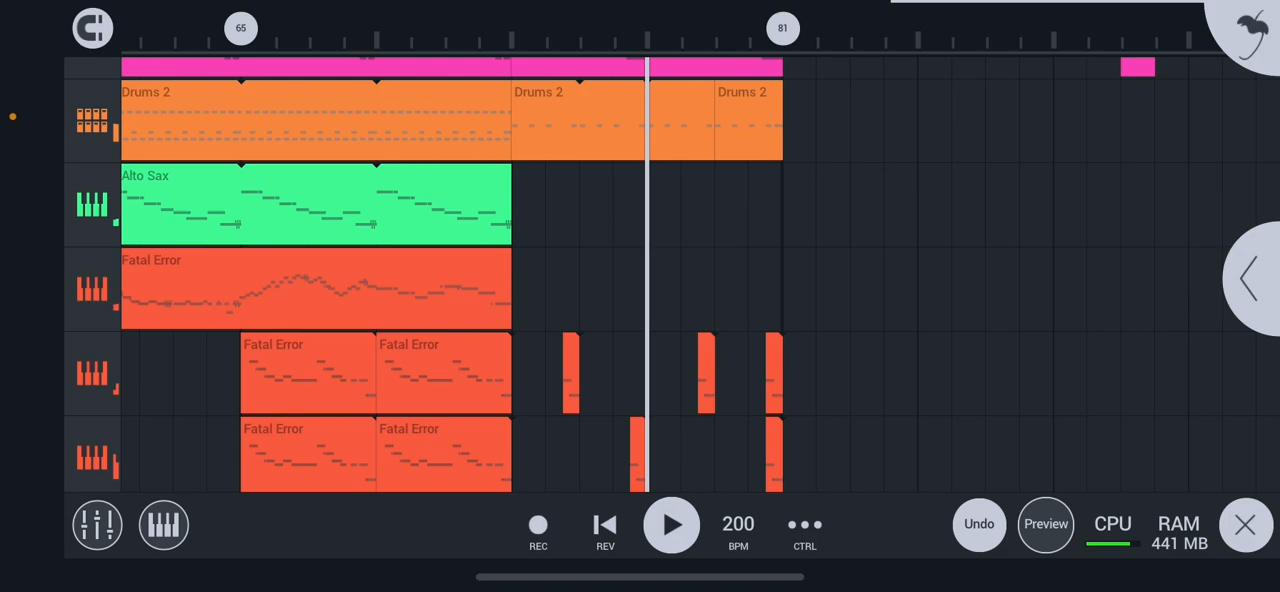 65
81
Drums 2
Drums 2
Drums 2
Alto Sax
Fatal Error
Fatal Error
Fatal Error
Fatal Error
Fatal Error
REC
REV
200
BPM
CTRL
Undo
Preview
CPU
RAM
441 MB